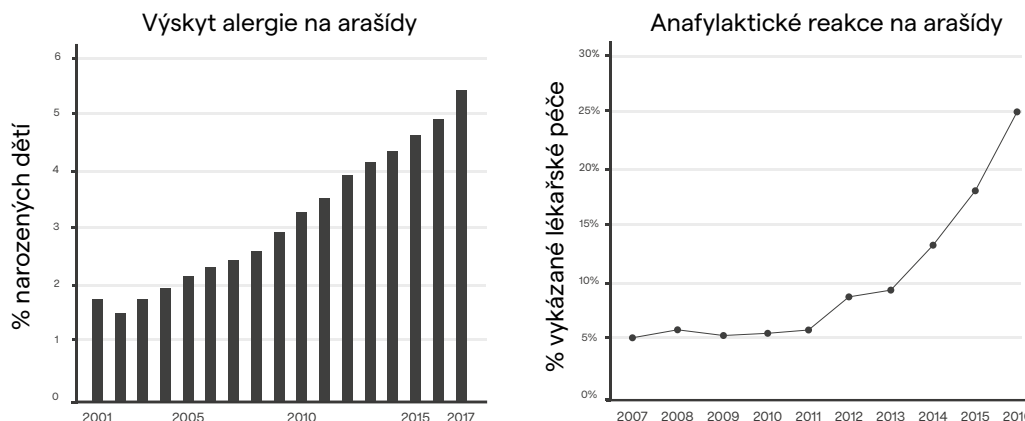 Výskyt alergie na arašídy
% narozených dětí
6
5
4
3
2
1
0
2001 2005 2010 2015 2017
Anafylaktické reakce na arašídy
% vykázané lékařské péče
30%
25%
20%
15%
10%
5%
0%
2007 2008 2009 2010 2011 2012 2013 2014 2015 2016